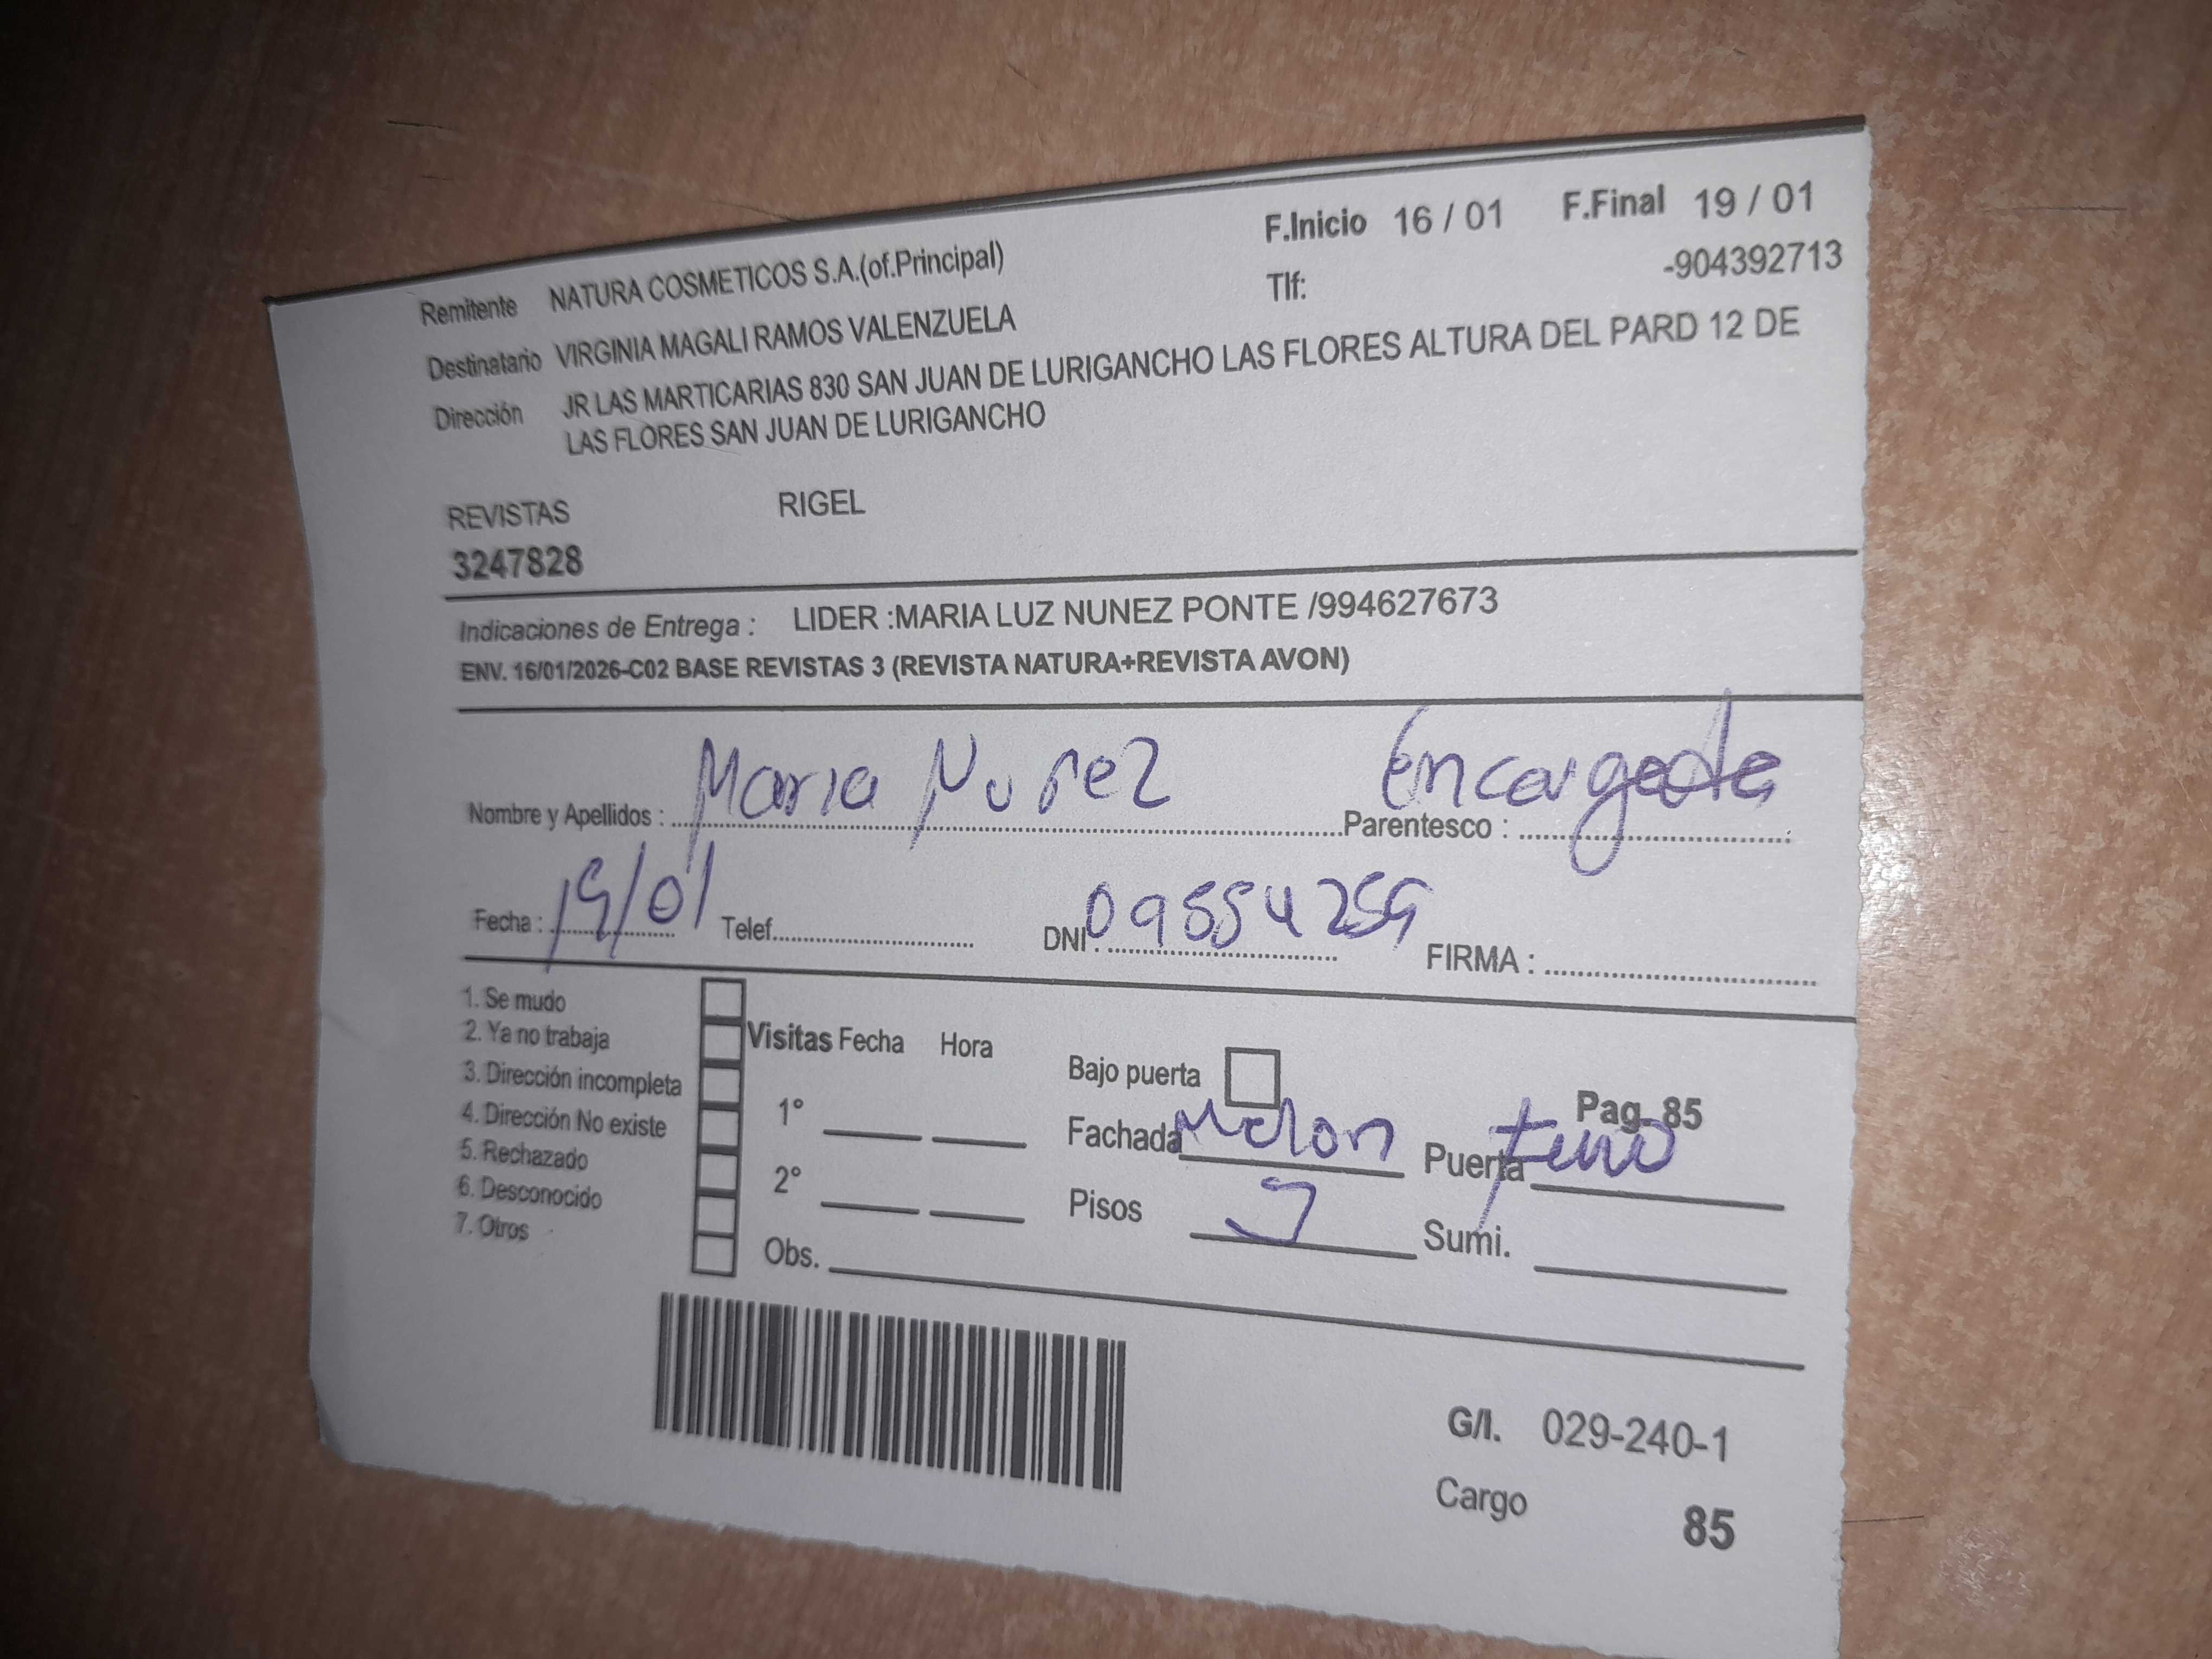 F.Inicio 16 / 01 F.Final 19 / 01
Remitente NATURA COSMETICOS S.A.(of.Principal) Tlf: -904392713
Destinatario VIRGINIA MAGALI RAMOS VALENZUELA
Dirección JR LAS MARTICARIAS 830 SAN JUAN DE LURIGANCHO LAS FLORES ALTURA DEL PARD 12 DE
LAS FLORES SAN JUAN DE LURIGANCHO
REVISTAS RIGEL
3247828
Indicaciones de Entrega : LIDER :MARIA LUZ NUNEZ PONTE /994627673
ENV. 16/01/2026-C02 BASE REVISTAS 3 (REVISTA NATURA+REVISTA AVON)
Nombre y Apellidos : Maria Nuñez Parentesco : Encargada
Fecha : 19/01 Telef. DNI : FIRMA :
1. Se mudo
2. Ya no trabaja Visitas Fecha Hora
3. Dirección incompleta Bajo puerta
4. Dirección No existe 1° Fachada Melon Puerta Pag. 85
5. Rechazado
6. Desconocido 2° Pisos Sumi.
7. Otros Obs.
G/I. 029-240-1
Cargo 85